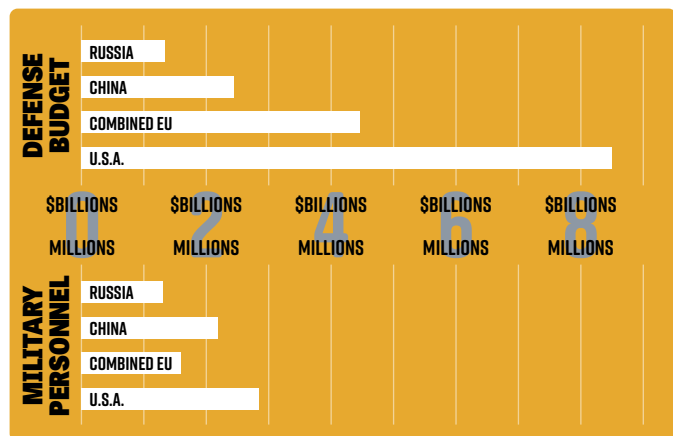 DEFENSE
BUDGET
RUSSIA
CHINA
COMBINED EU
U.S.A.
0 2 4 6 8
$BILLIONS $BILLIONS $BILLIONS $BILLIONS $BILLIONS
MILLIONS MILLIONS MILLIONS MILLIONS MILLIONS
MILITARY
PERSONNEL
RUSSIA
CHINA
COMBINED EU
U.S.A.